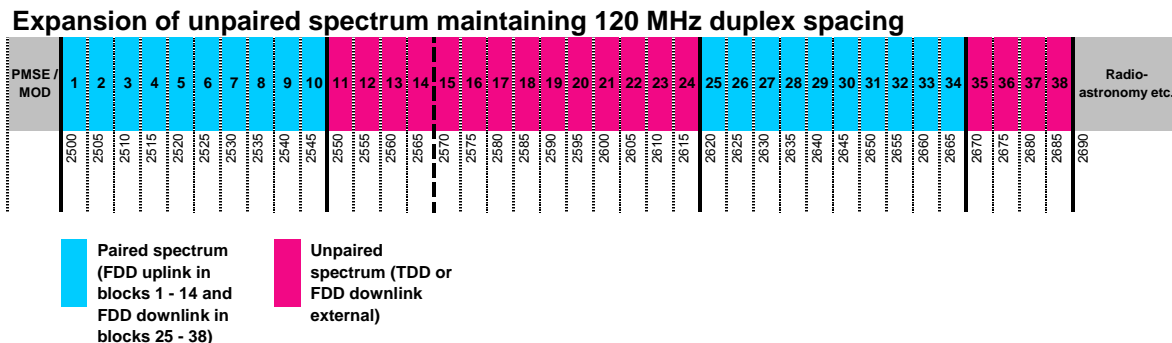 Expansion of unpaired spectrum maintaining 120 MHz duplex spacing
PMSE /
MOD
1 2 3 4 5 6 7 8 9 10 11 12 13 14 15 16 17 18 19 20 21 22 23 24 25 26 27 28 29 30 31 32 33 34 35 36 37 38
Radio-
astronomy etc.
2500 2505 2510 2515 2520 2525 2530 2535 2540 2545 2550 2555 2560 2565 2570 2575 2580 2585 2590 2595 2600 2605 2610 2615 2620 2625 2630 2635 2640 2645 2650 2655 2660 2665 2670 2675 2680 2685 2690
Paired spectrum
(FDD uplink in
blocks 1 - 14 and
FDD downlink in
blocks 25 - 38)
Unpaired
spectrum (TDD or
FDD downlink
external)